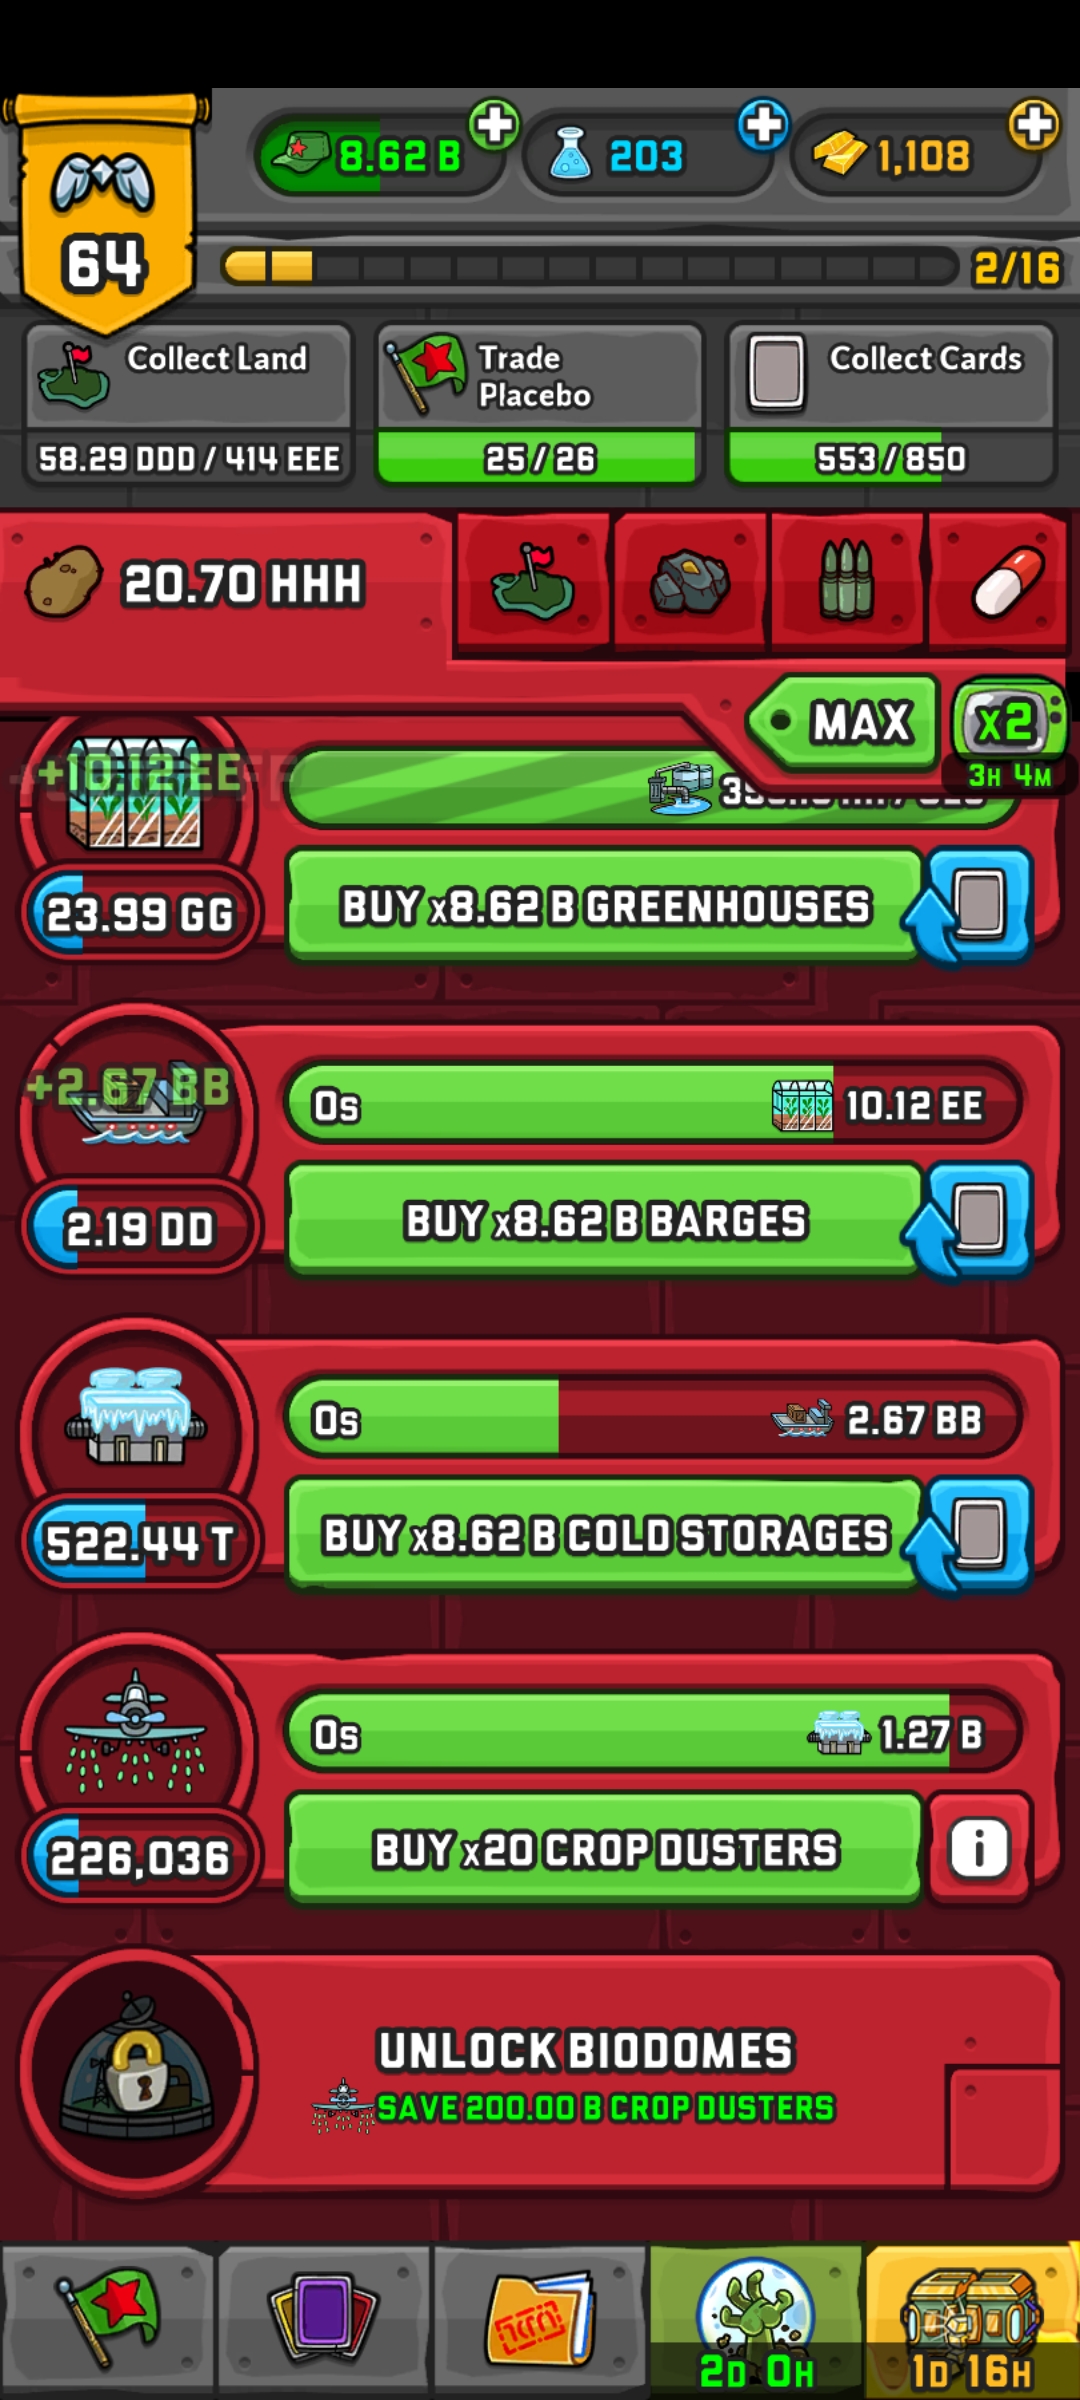 8.62 B
203
1,108
64
2/16
Collect Land
58.29 DDD / 414 EEE
Trade
Placebo
25 / 26
Collect Cards
553 / 850
20.70 HHH
MAX
X2
3H 4M
+10.12 EE
23.99 GG
BUY x8.62 B GREENHOUSES
+2.67 BB
0s
10.12 EE
2.19 DD
BUY x8.62 B BARGES
0s
2.67 BB
522.44 T
BUY x8.62 B COLD STORAGES
0s
1.27 B
226,036
BUY x20 CROP DUSTERS
i
UNLOCK BIODOMES
SAVE 200.00 B CROP DUSTERS
2D 0H
1D 16H